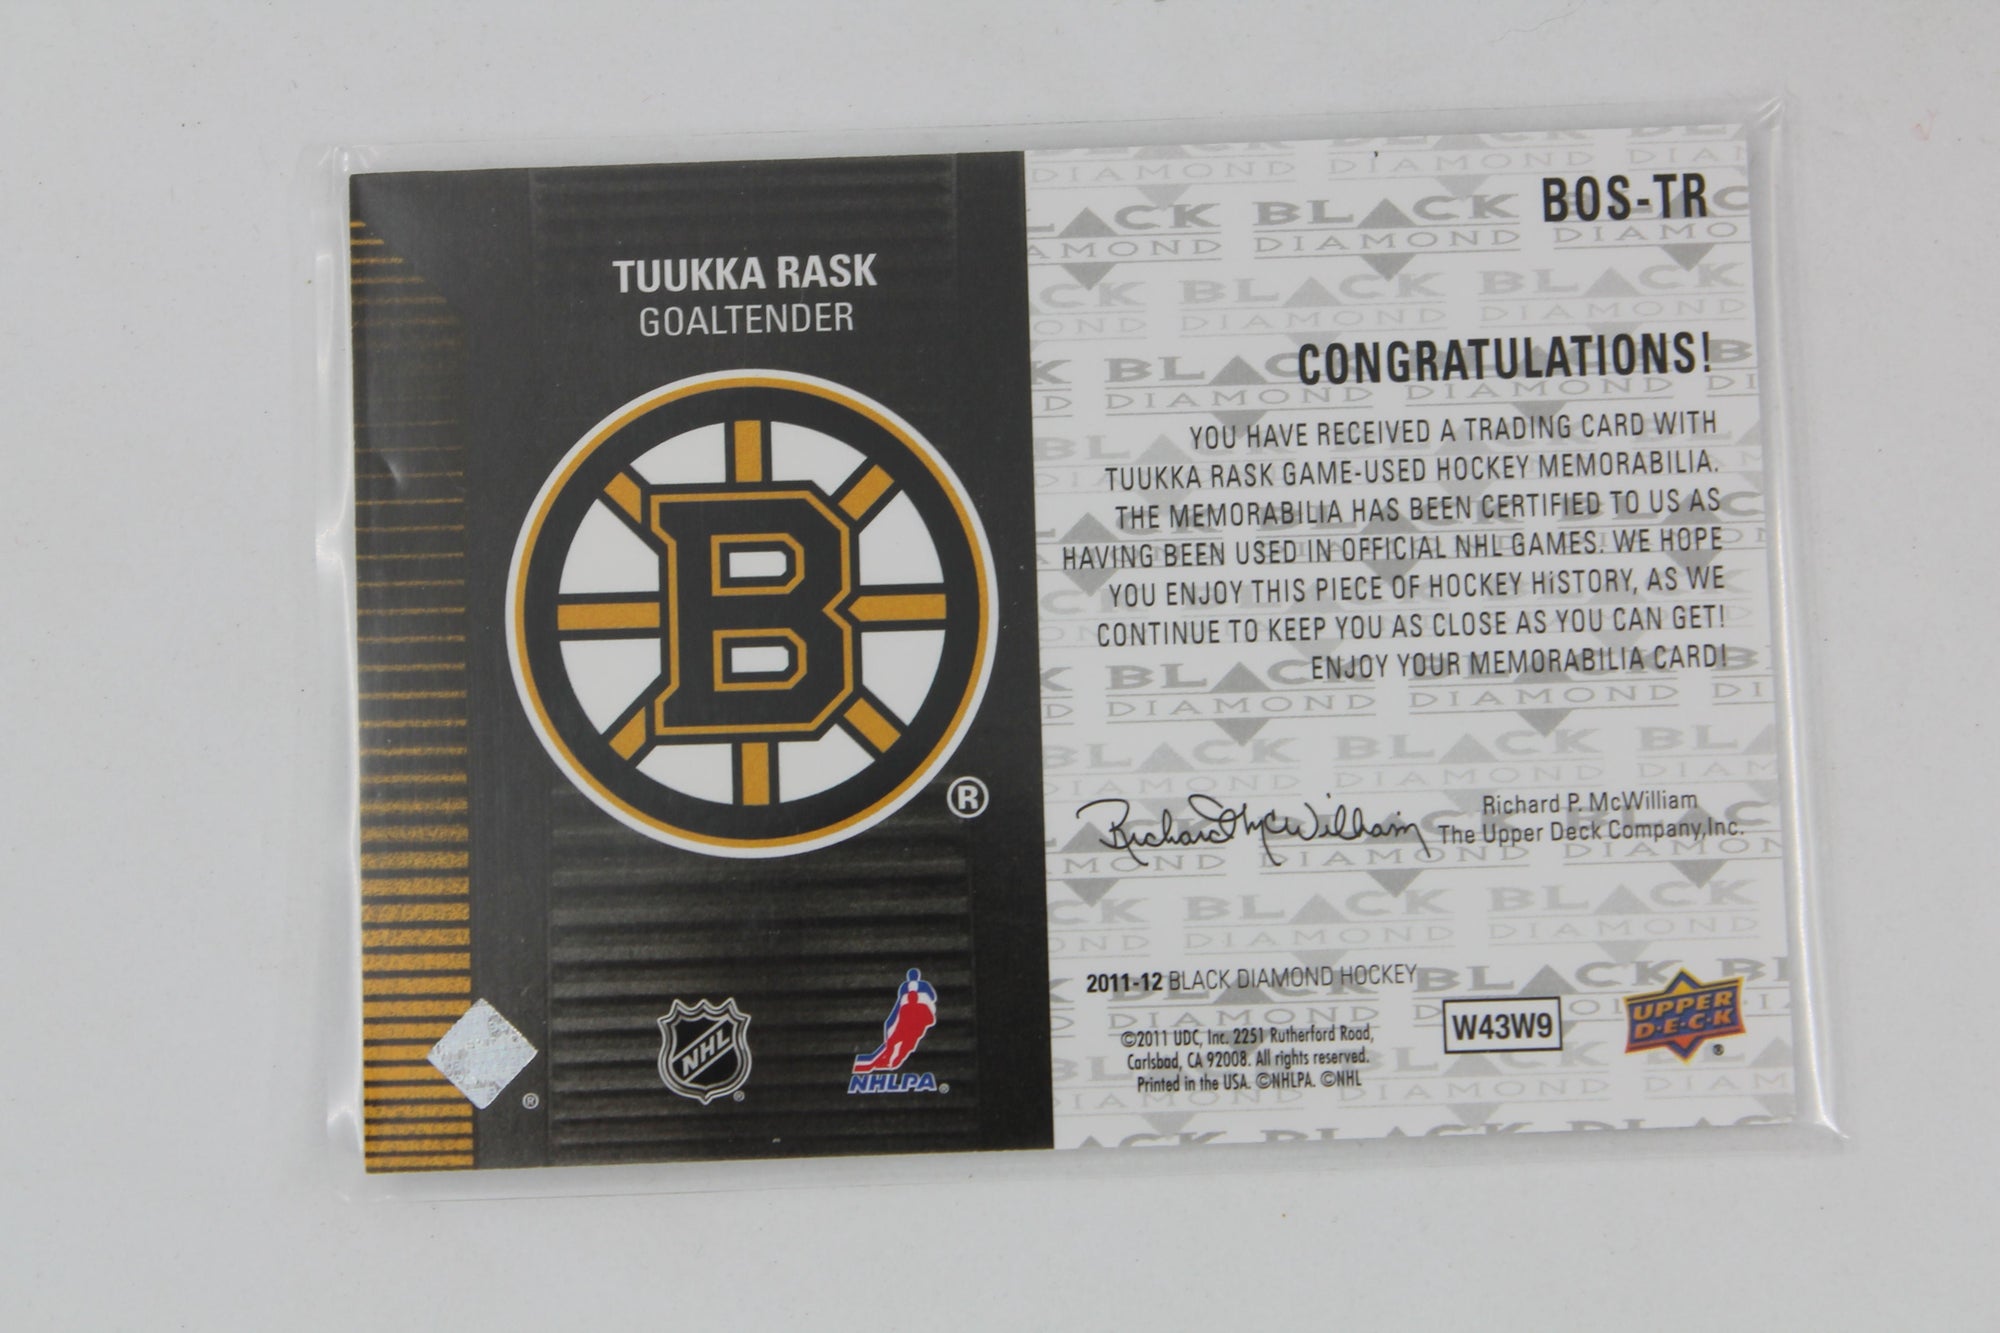 TUUKKA RASK
GOALTENDER
B
®
®
NHL
®
NHLPA®
BOS-TR
CONGRATULATIONS!
YOU HAVE RECEIVED A TRADING CARD WITH
TUUKKA RASK GAME-USED HOCKEY MEMORABILIA.
THE MEMORABILIA HAS BEEN CERTIFIED TO US AS
HAVING BEEN USED IN OFFICIAL NHL GAMES. WE HOPE
YOU ENJOY THIS PIECE OF HOCKEY HiSTORY, AS WE
CONTINUE TO KEEP YOU AS CLOSE AS YOU CAN GET!
ENJOY YOUR MEMORABILIA CARD!
Richard McWilliam
Richard P. McWilliam
The Upper Deck Company,Inc.
2011-12 BLACK DIAMOND HOCKEY
©2011 UDC, Inc. 2251 Rutherford Road,
Carlsbad, CA 92008. All rights reserved.
Printed in the USA. ©NHLPA. ©NHL
W43W9
UPPER
D·E·C·K
®
BLACK
DIAMOND